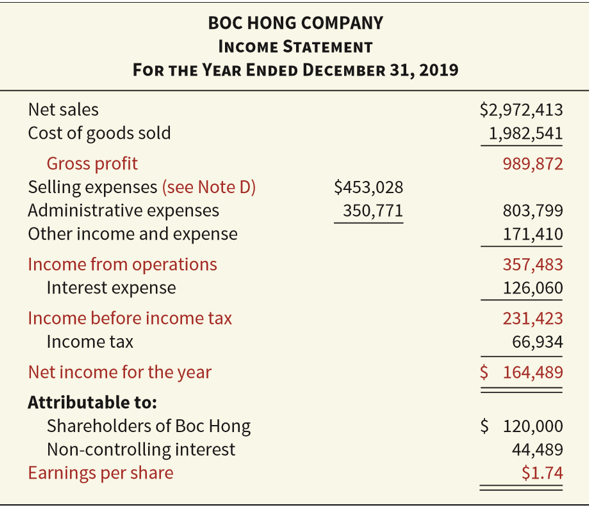 BOC HONG COMPANY
INCOME STATEMENT
FOR THE YEAR ENDED DECEMBER 31, 2019
Net sales $2,972,413
Cost of goods sold 1,982,541
Gross profit 989,872
Selling expenses (see Note D) $453,028
Administrative expenses 350,771 803,799
Other income and expense 171,410
Income from operations 357,483
Interest expense 126,060
Income before income tax 231,423
Income tax 66,934
Net income for the year $ 164,489
Attributable to:
Shareholders of Boc Hong $ 120,000
Non-controlling interest 44,489
Earnings per share $1.74